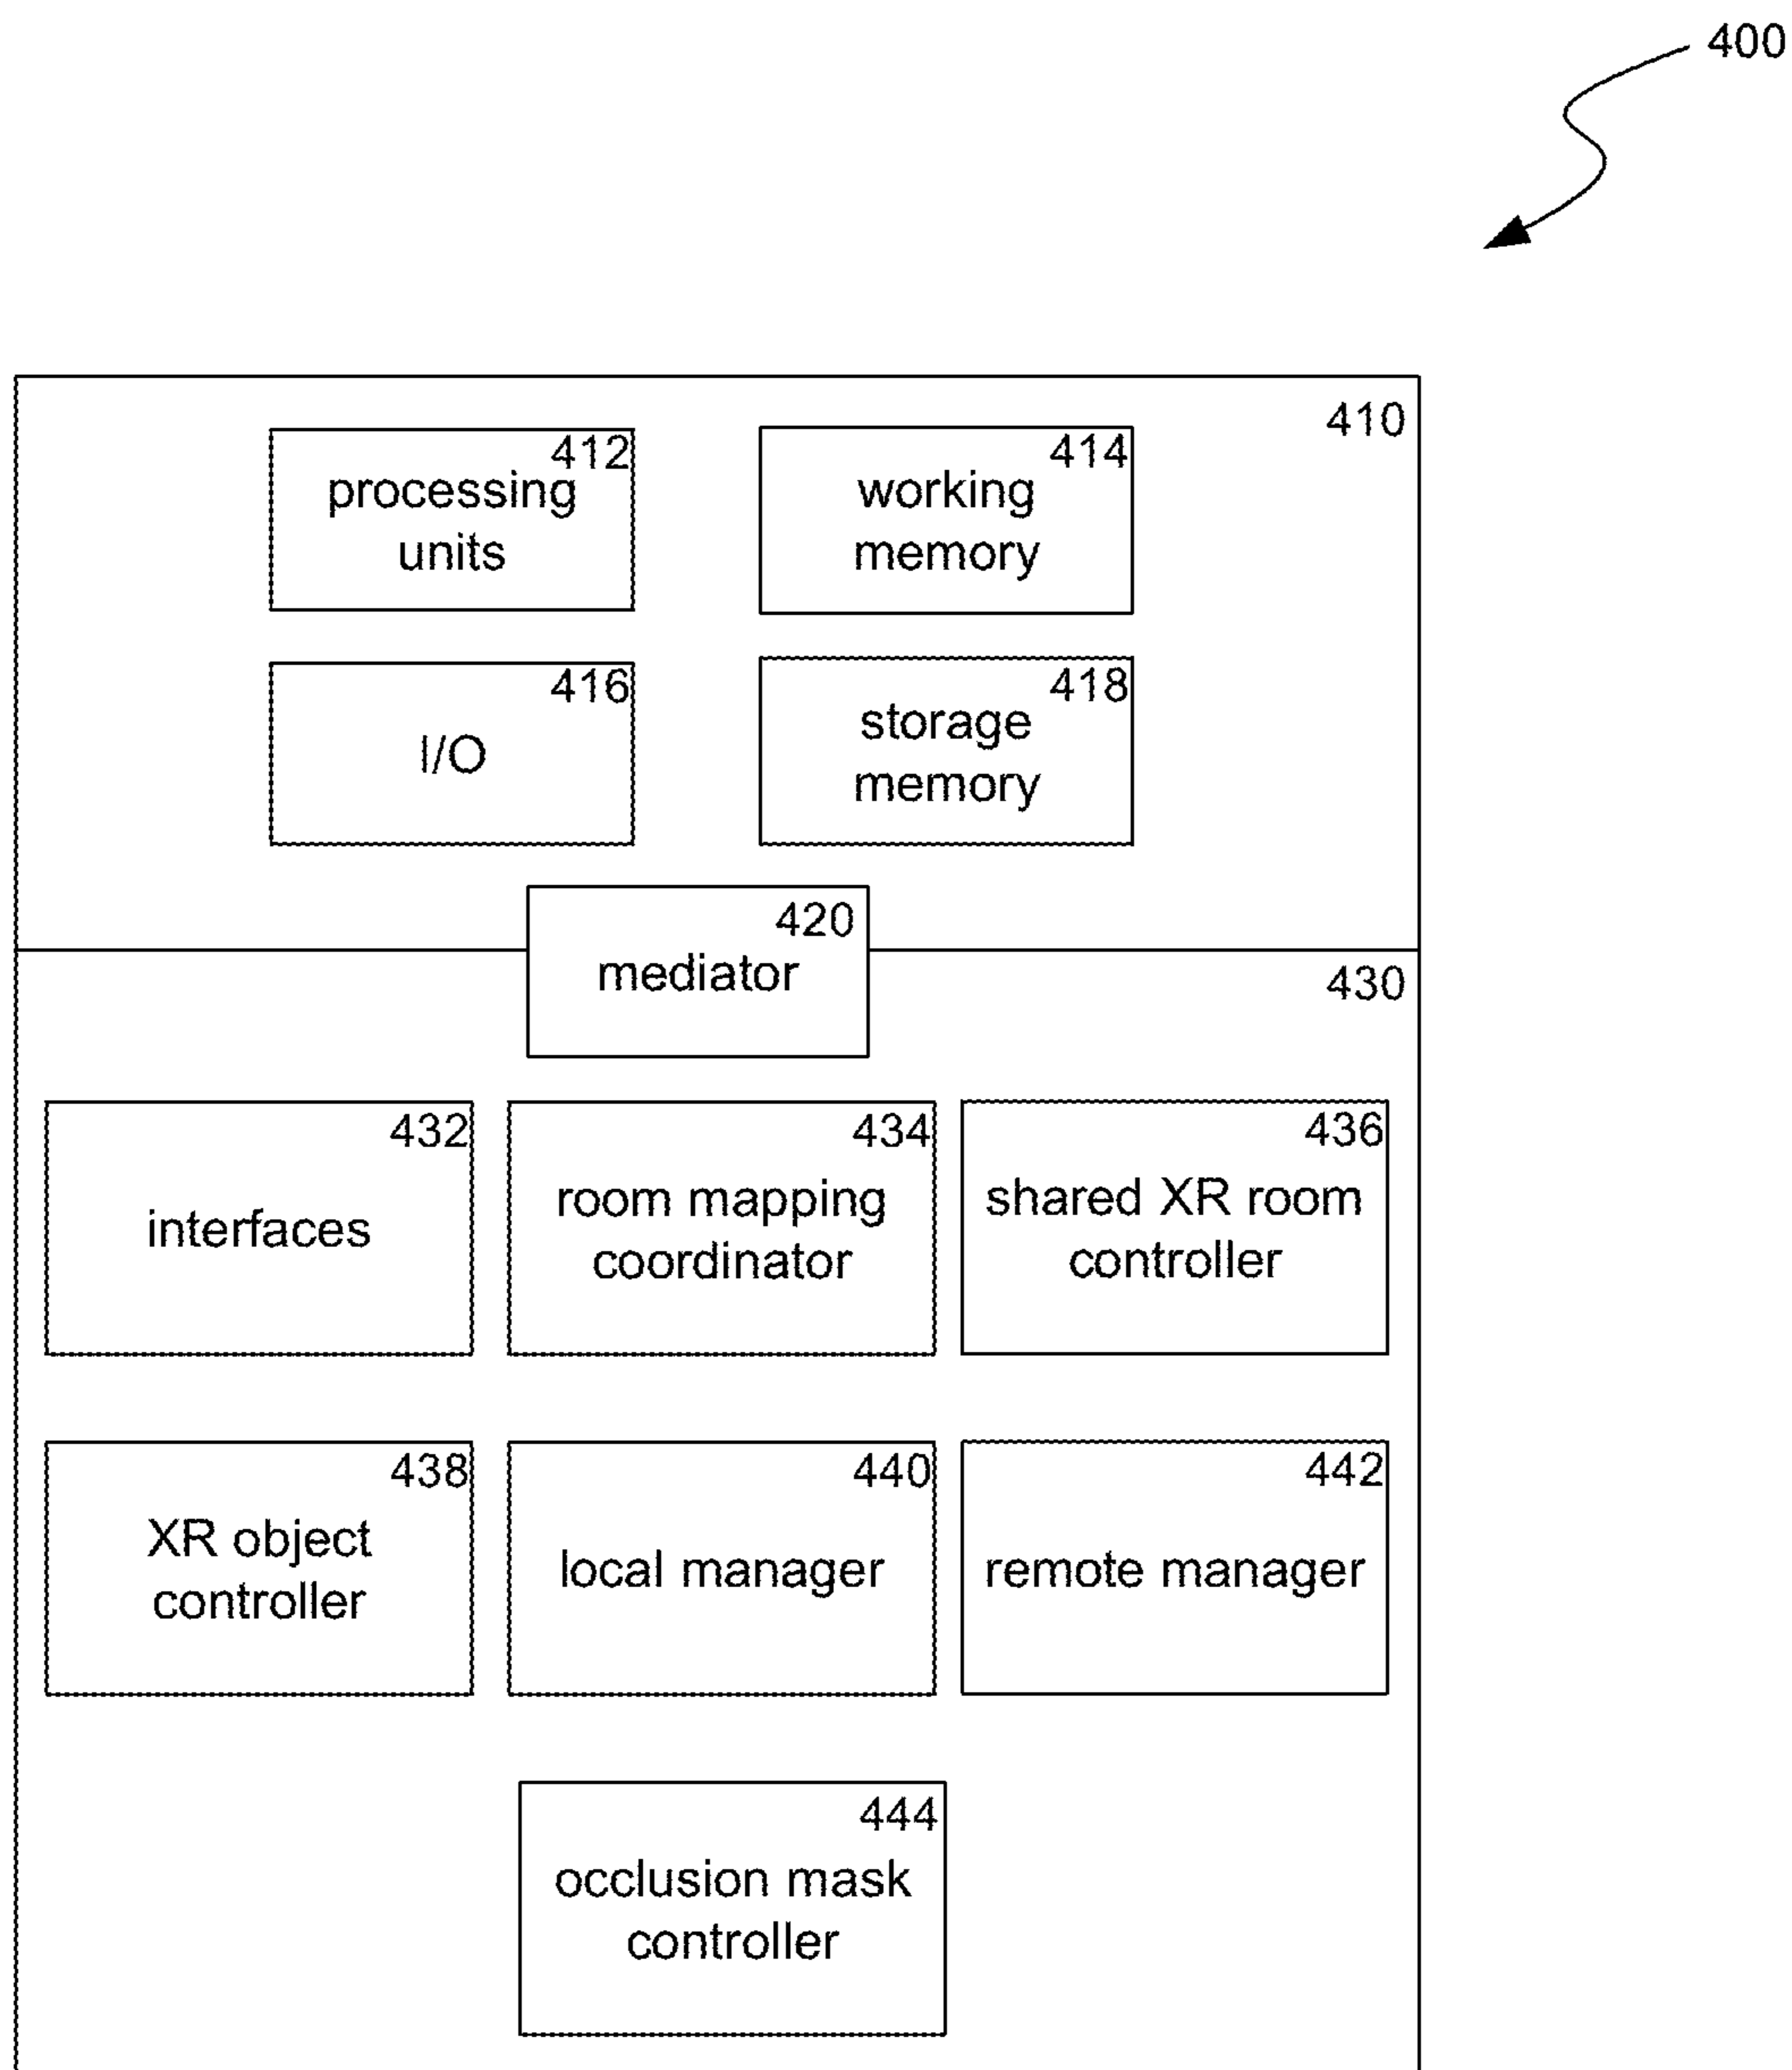 400
410
412
processing
units
414
working
memory
416
I/O
418
storage
memory
420
mediator
430
432
interfaces
434
room mapping
coordinator
436
shared XR room
controller
438
XR object
controller
440
local manager
442
remote manager
444
occlusion mask
controller